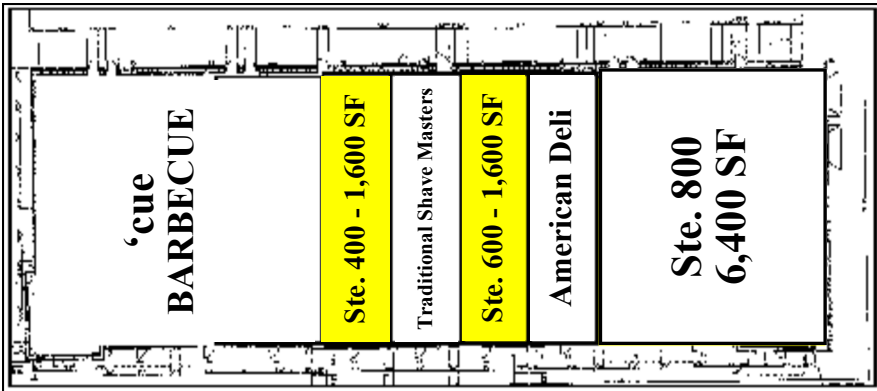 ‘cue
BARBECUE
Ste. 400 - 1,600 SF
Traditional Shave Masters
Ste. 600 - 1,600 SF
American Deli
Ste. 800
6,400 SF